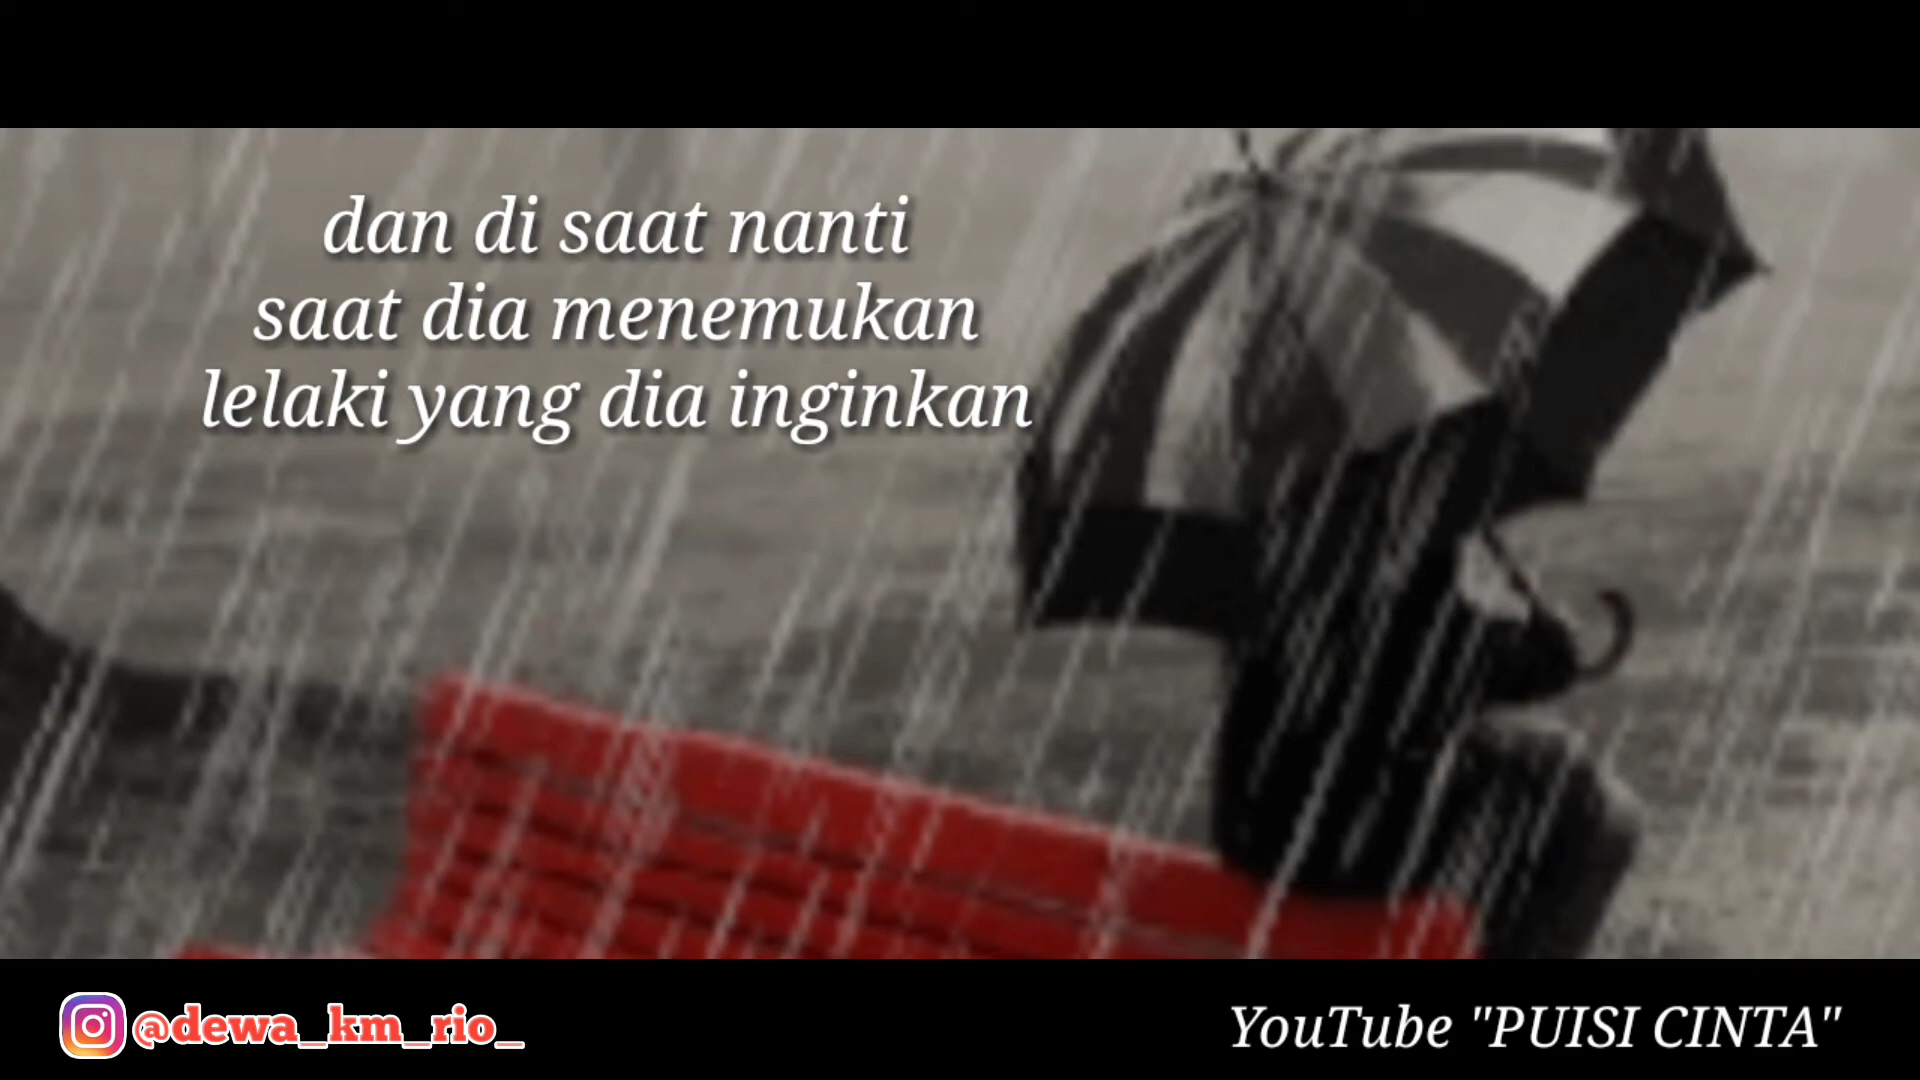 dan di saat nanti
saat dia menemukan
lelaki yang dia inginkan
@dewa_km_rio_
YouTube "PUISI CINTA"